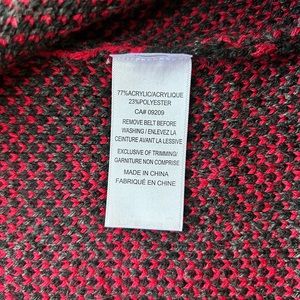 77%ACRYLIC/ACRYLIQUE
23%POLYESTER
CA# 09209
REMOVE BELT BEFORE
WASHING / ENLEVEZ LA
CEINTURE AVANT LA LESSIVE
EXCLUSIVE OF TRIMMING/
GARNITURE NON COMPRISE
MADE IN CHINA
FABRIQUÉ EN CHINE